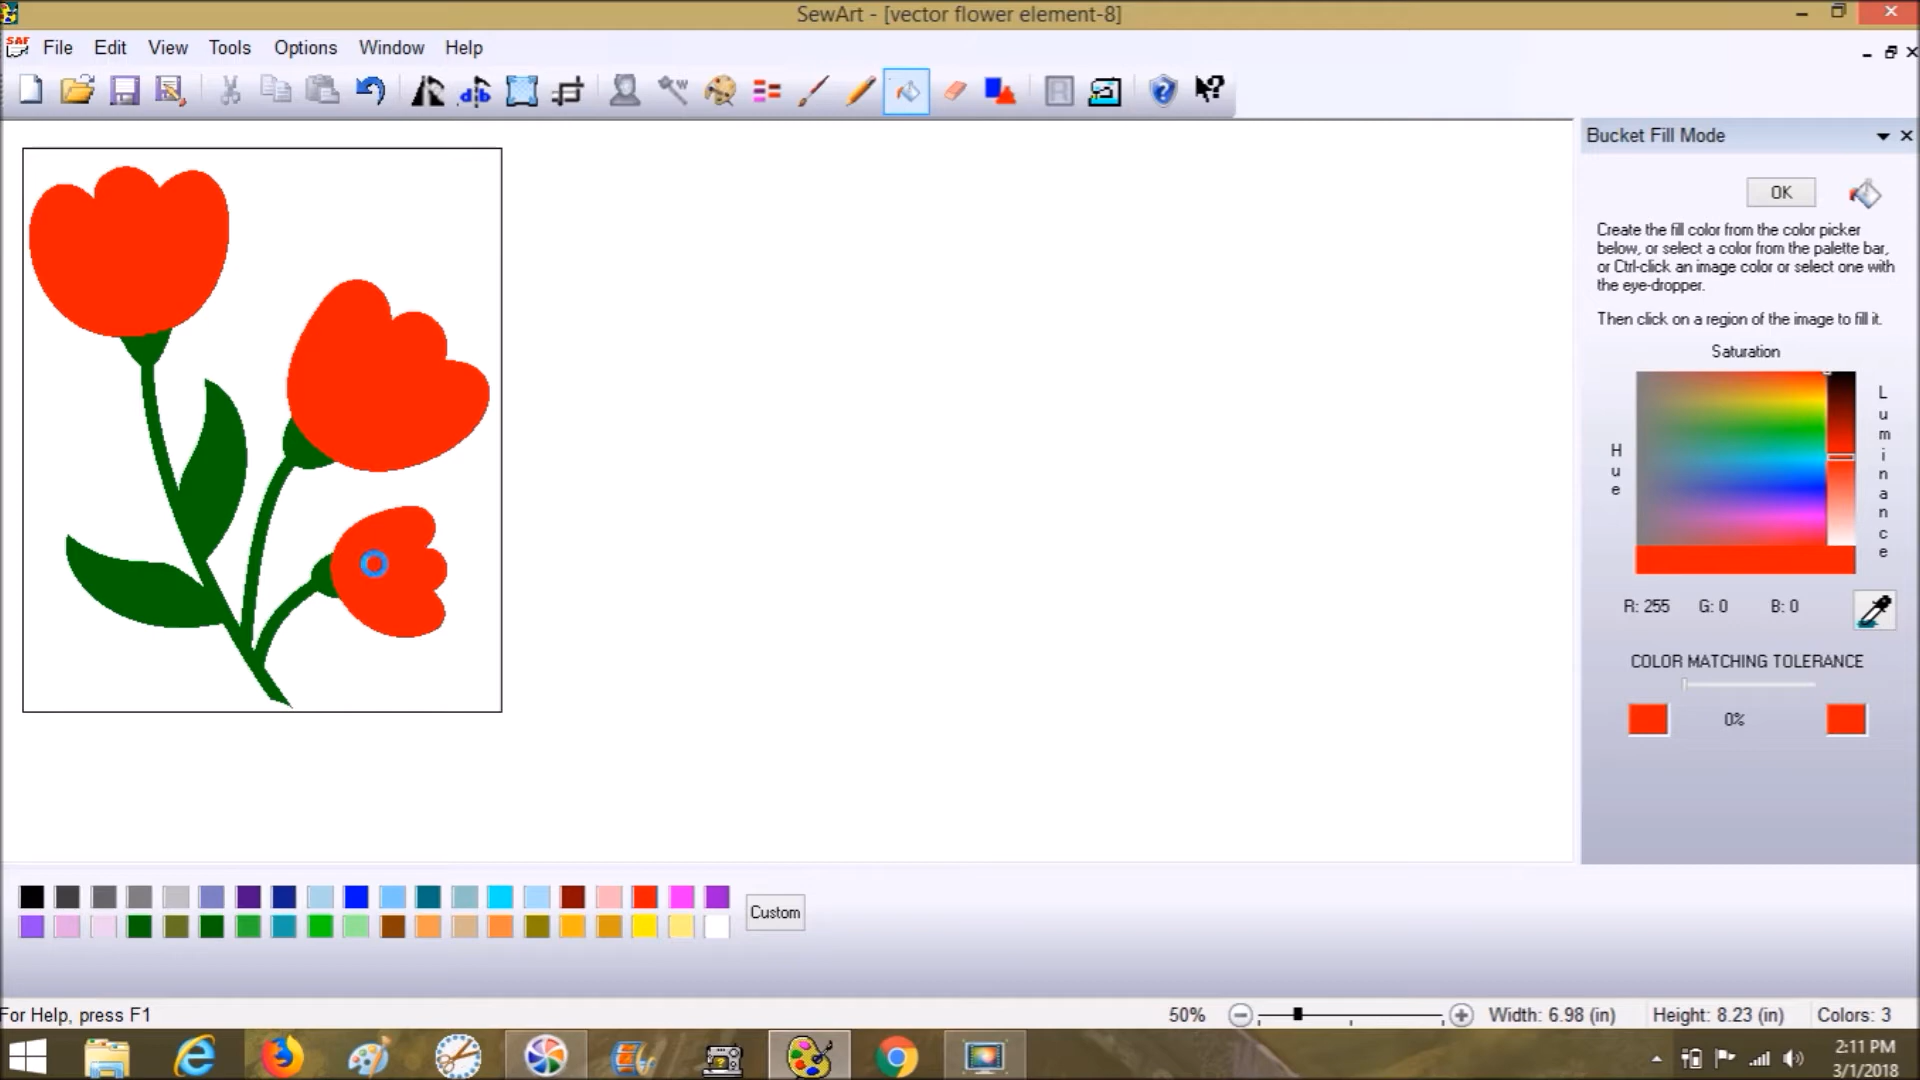 SewArt - [vector flower element-8]
SAF File Edit View Tools Options Window Help
Bucket Fill Mode
OK
Create the fill color from the color picker
below, or select a color from the palette bar,
or Ctrl-click an image color or select one with
the eye-dropper.
Then click on a region of the image to fill it.
Saturation
Hue
Luminance
R: 255 G: 0 B: 0
COLOR MATCHING TOLERANCE
0%
Custom
For Help, press F1
50%
Width: 6.98 (in)
Height: 8.23 (in)
Colors: 3
2:11 PM
3/1/2018